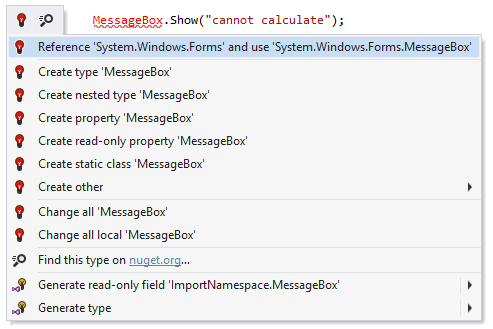 MessageBox.Show("cannot calculate");
Reference 'System.Windows.Forms' and use 'System.Windows.Forms.MessageBox'
Create type 'MessageBox'
Create nested type 'MessageBox'
Create property 'MessageBox'
Create read-only property 'MessageBox'
Create static class 'MessageBox'
Create other
Change all 'MessageBox'
Change all local 'MessageBox'
Find this type on nuget.org...
Generate read-only field 'ImportNamespace.MessageBox'
Generate type